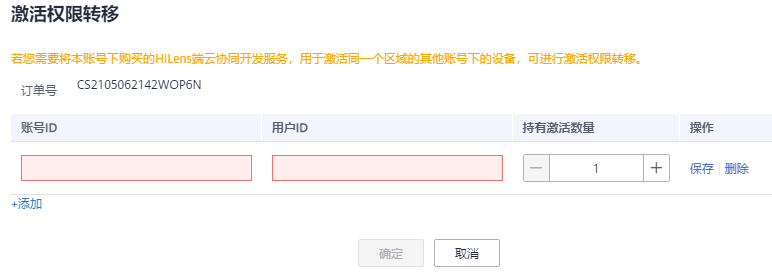 激活权限转移
若您需要将本账号下购买的HiLens端云协同开发服务，用于激活同一个区域的其他账号下的设备，可进行激活权限转移。
订单号 CS2105062142WOP6N
账号ID 用户ID 持有激活数量 操作
— 1 + 保存 删除
+添加
确定 取消